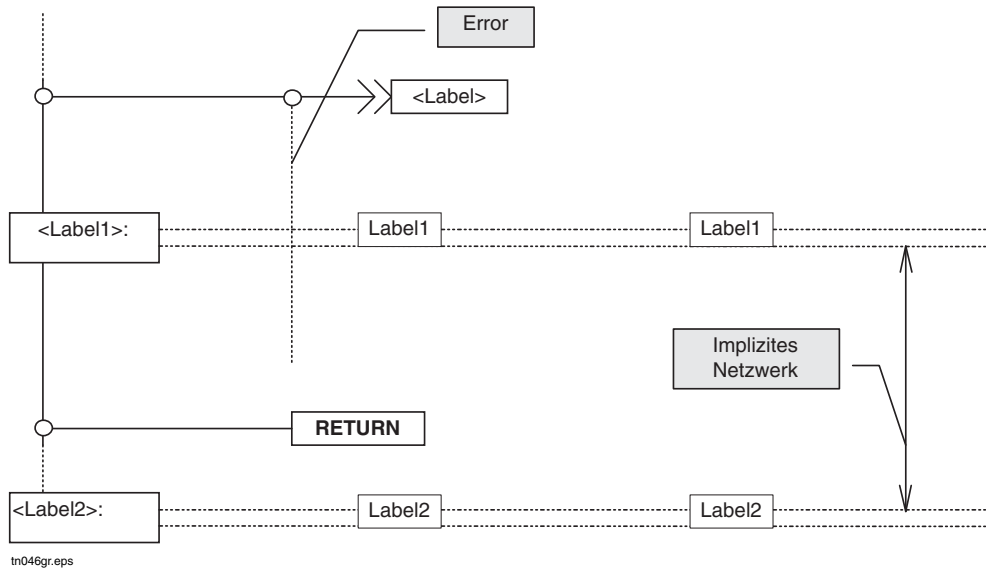 Error
<Label>
<Label1>:
Label1
Label1
Implizites
Netzwerk
RETURN
<Label2>:
Label2
Label2
tn046gr.eps